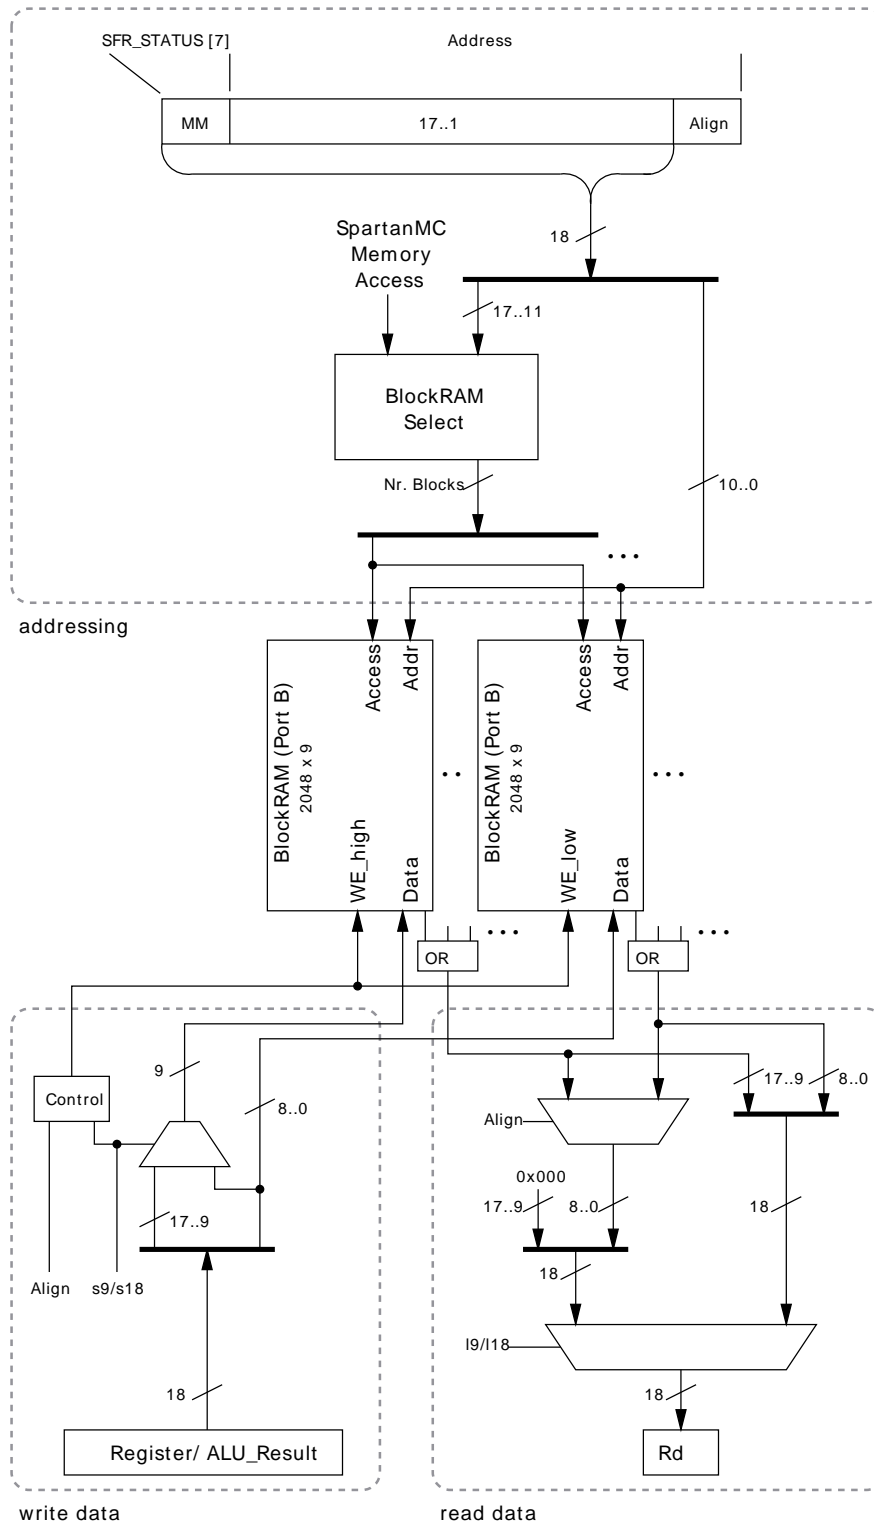 SFR_STATUS [7]
Address
MM
17..1
Align
18
SpartanMC
Memory
Access
17..11
BlockRAM
Select
Nr. Blocks
10..0
...
addressing
Access
Addr
BlockRAM (Port B)
2048 x 9
WE_high
Data
..
Access
Addr
BlockRAM (Port B)
2048 x 9
WE_low
Data
...
OR
...
OR
...
9
Control
8..0
17..9
Align
s9/s18
18
Register/ ALU_Result
write data
17..9
8..0
Align
0x000
17..9
8..0
18
18
l9/l18
18
Rd
read data